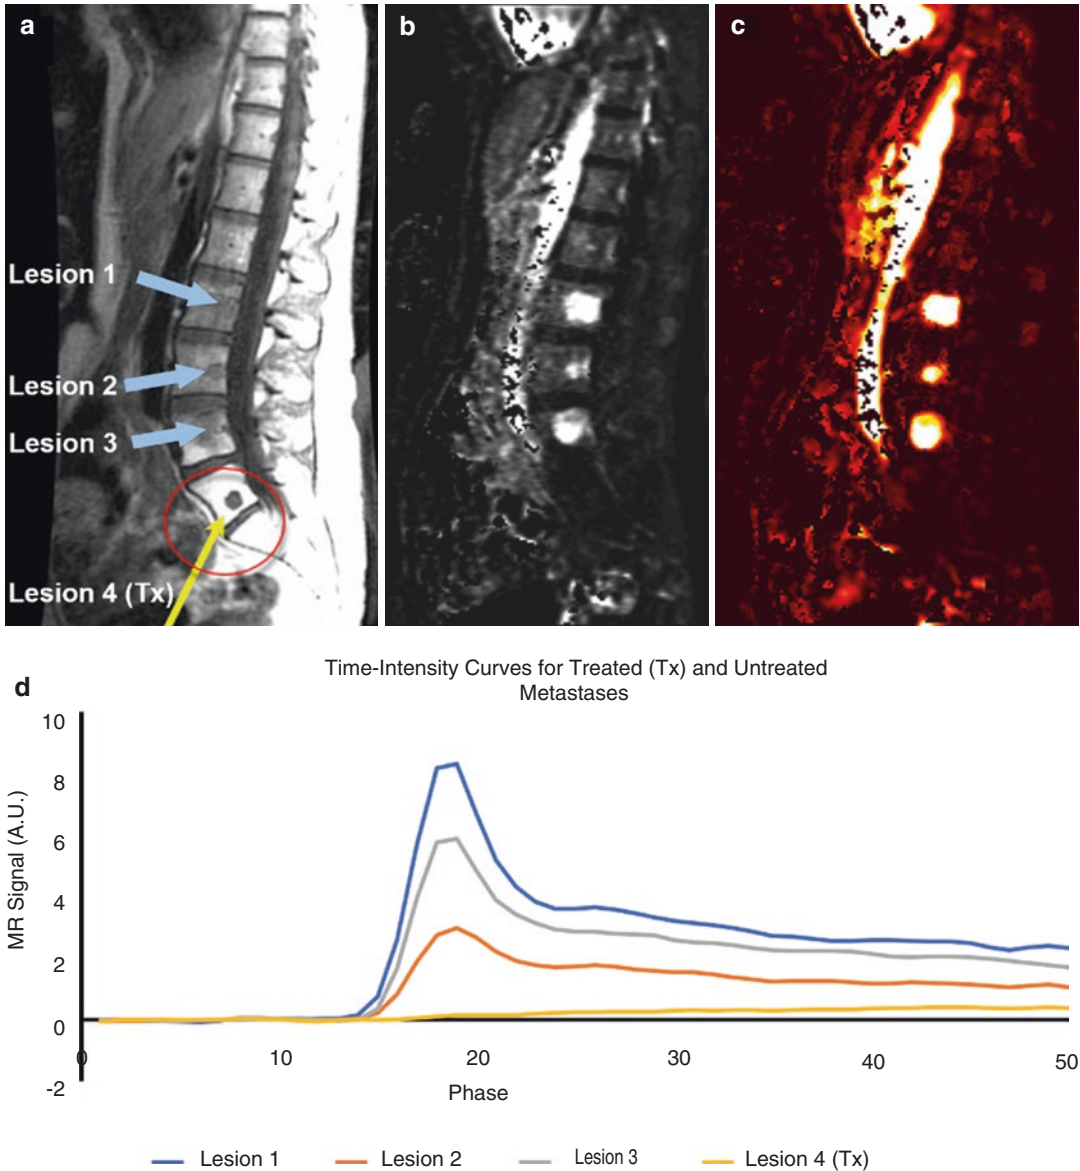 a
b
c
Lesion 1
Lesion 2
Lesion 3
Lesion 4 (Tx)
d
Time-Intensity Curves for Treated (Tx) and Untreated
Metastases
MR Signal (A.U.)
10
8
6
4
2
0
-2
0 10 20 30 40 50
Phase
Lesion 1 Lesion 2 Lesion 3 Lesion 4 (Tx)